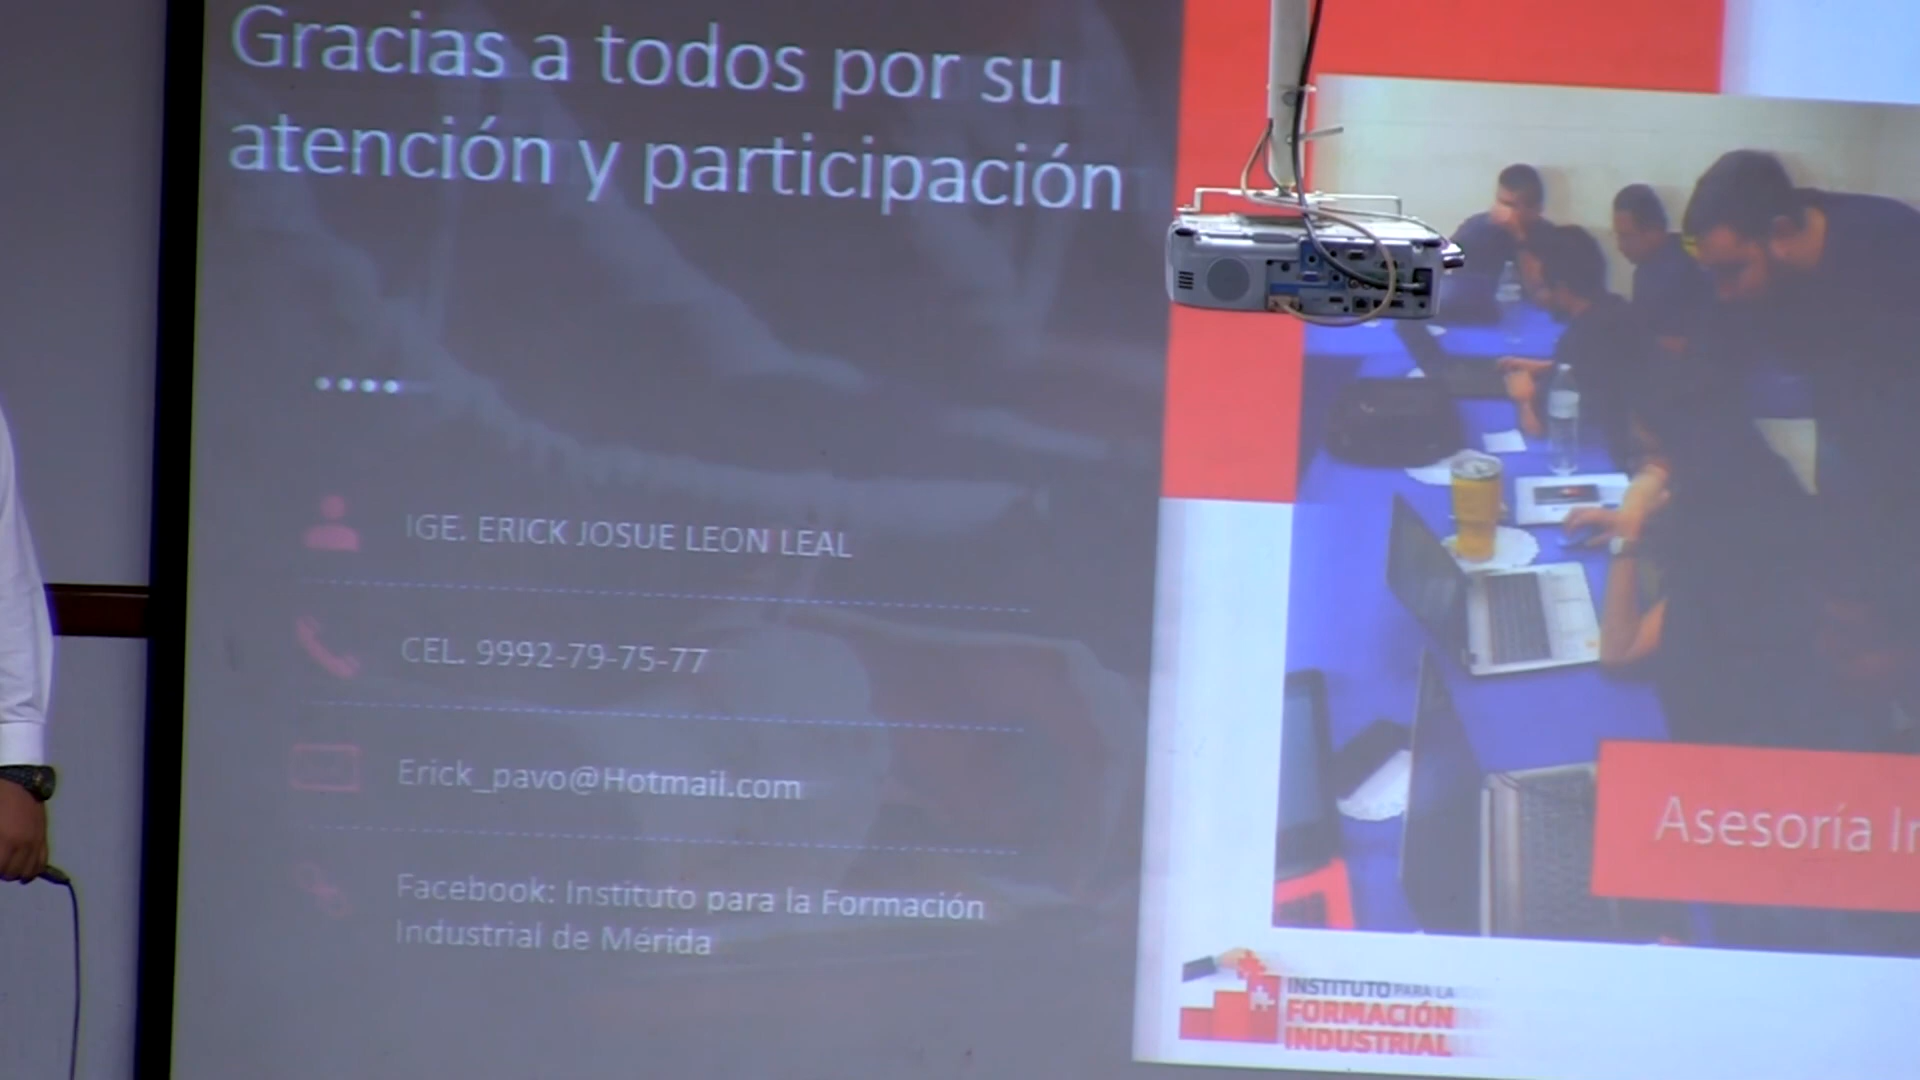 Gracias a todos por su
atención y participación
IGE. ERICK JOSUE LEON LEAL
CEL. 9992-79-75-77
Erick_pavo@Hotmail.com
Facebook: Instituto para la Formación
Industrial de Mérida
Asesoría
INSTITUTO PARA LA
FORMACIÓN
INDUSTRIAL